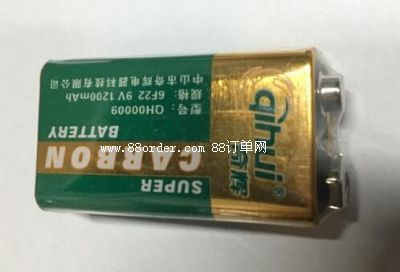 qihui®
奇辉
SUPER
CARBON
BATTERY
型号：QH00009
规格：6F22 9V 1200mAh
中山市奇辉电器科技有限公司
www.88order.com 88订单网